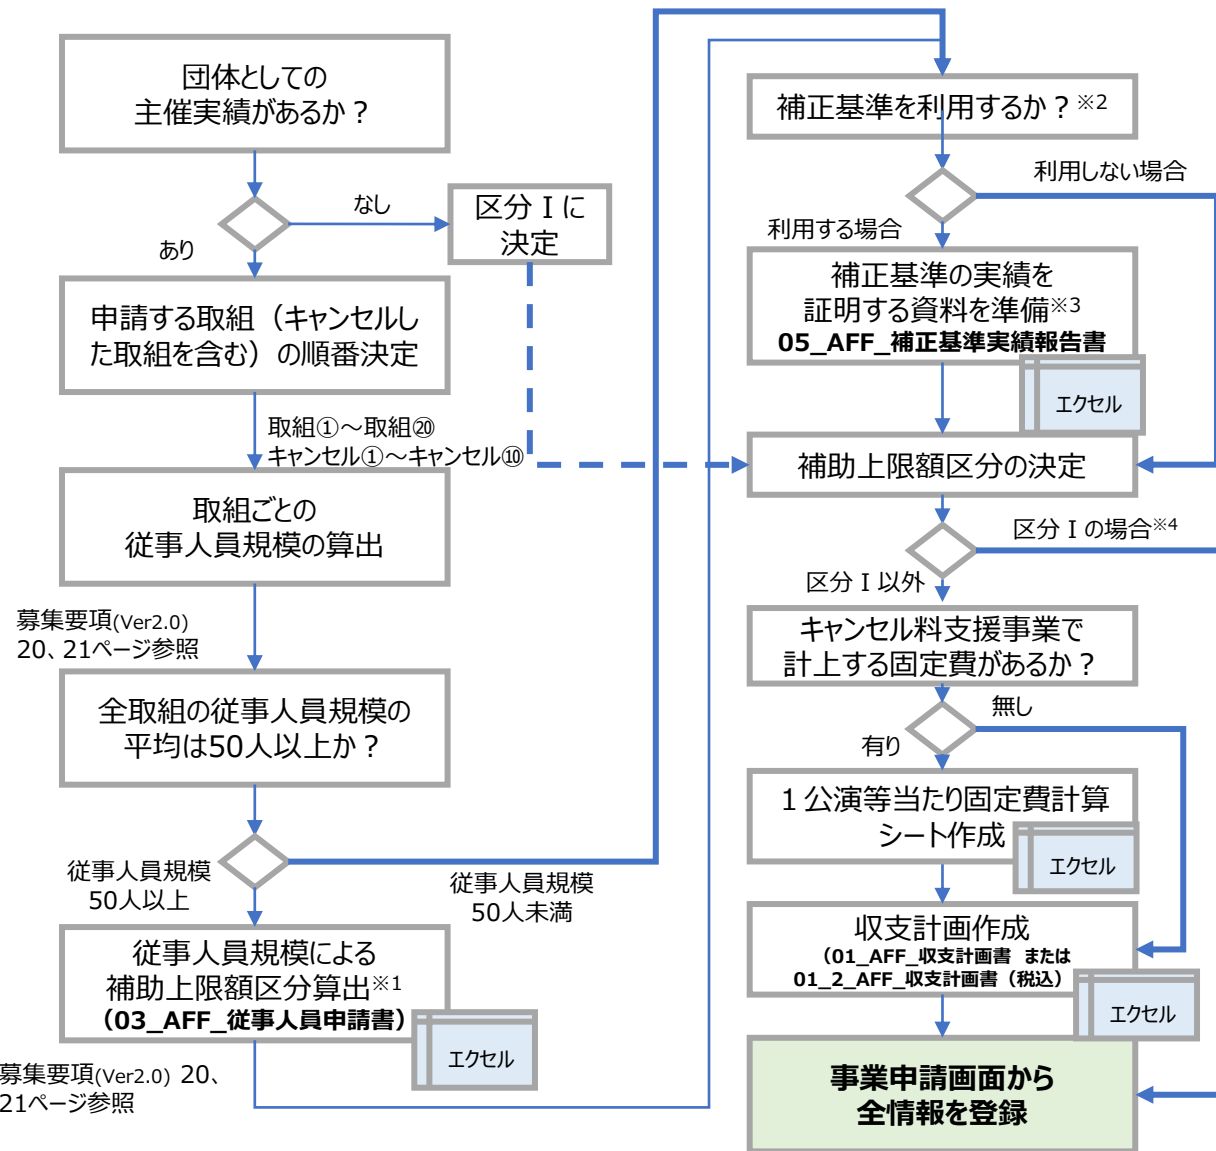 団体としての
主催実績があるか？
なし
あり
区分Ⅰに
決定
申請する取組（キャンセルし
た取組を含む）の順番決定
取組①～取組⑳
キャンセル①～キャンセル⑩
取組ごとの
従事人員規模の算出
募集要項(Ver2.0)
20、21ページ参照
全取組の従事人員規模の
平均は50人以上か？
従事人員規模
50人以上
従事人員規模
50人未満
従事人員規模による
補助上限額区分算出※1
（03_AFF_従事人員申請書）
エクセル
募集要項(Ver2.0) 20、
21ページ参照
補正基準を利用するか？※2
利用しない場合
利用する場合
補正基準の実績を
証明する資料を準備※3
05_AFF_補正基準実績報告書
エクセル
補助上限額区分の決定
区分Ⅰの場合※4
区分Ⅰ以外
キャンセル料支援事業で
計上する固定費があるか？
無し
有り
１公演等当たり固定費計算
シート作成
エクセル
収支計画作成
（01_AFF_収支計画書 または
01_2_AFF_収支計画書（税込）
エクセル
事業申請画面から
全情報を登録